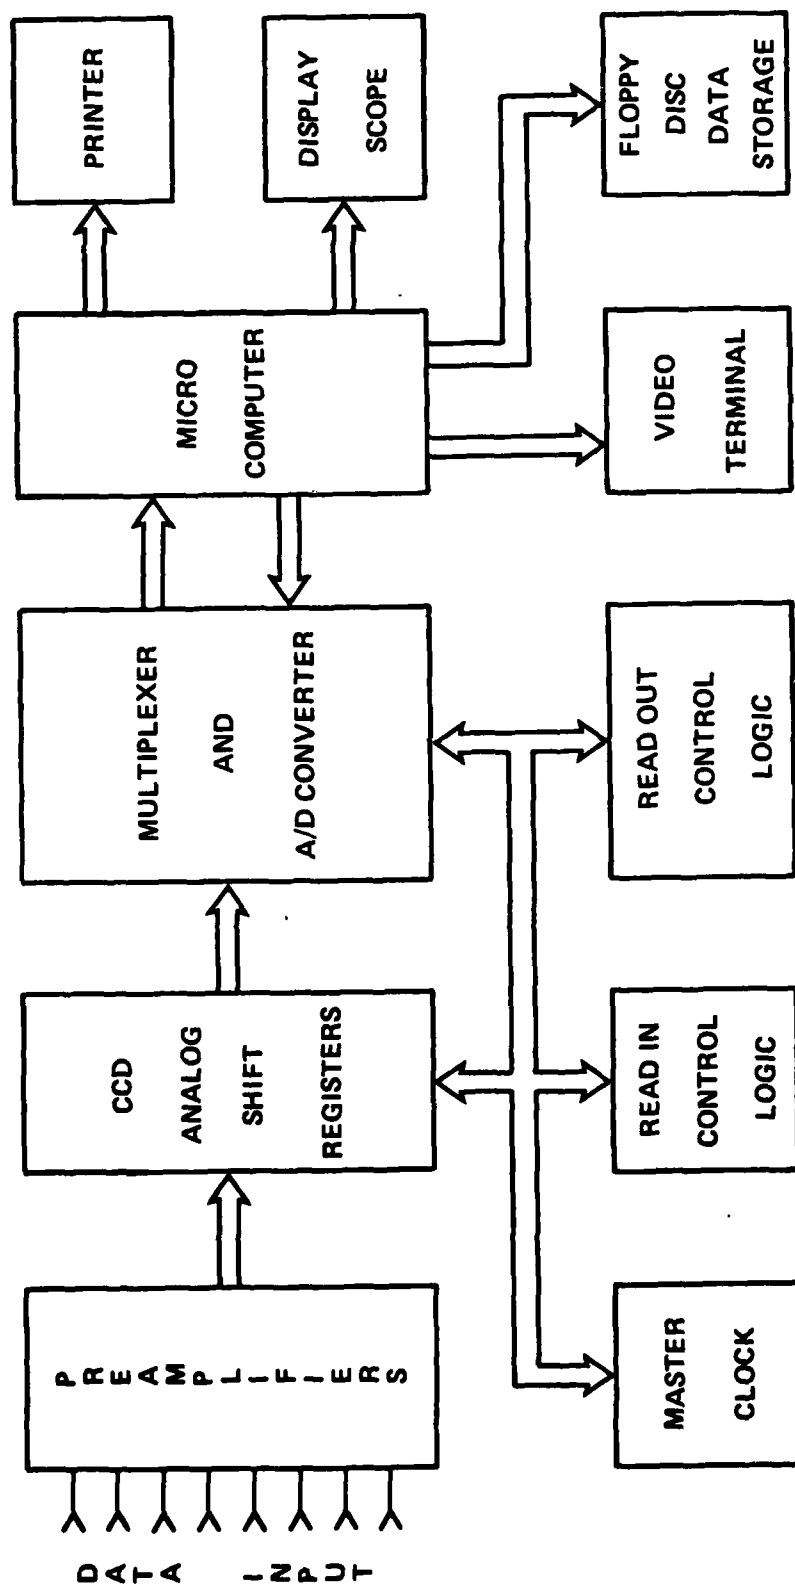 DATA INPUT
PREAMPLIFIERS
CCD
ANALOG
SHIFT
REGISTERS
MULTIPLEXER
AND
A/D CONVERTER
MICRO
COMPUTER
PRINTER
DISPLAY
SCOPE
MASTER
CLOCK
READ IN
CONTROL
LOGIC
READ OUT
CONTROL
LOGIC
VIDEO
TERMINAL
FLOPPY
DISC
DATA
STORAGE